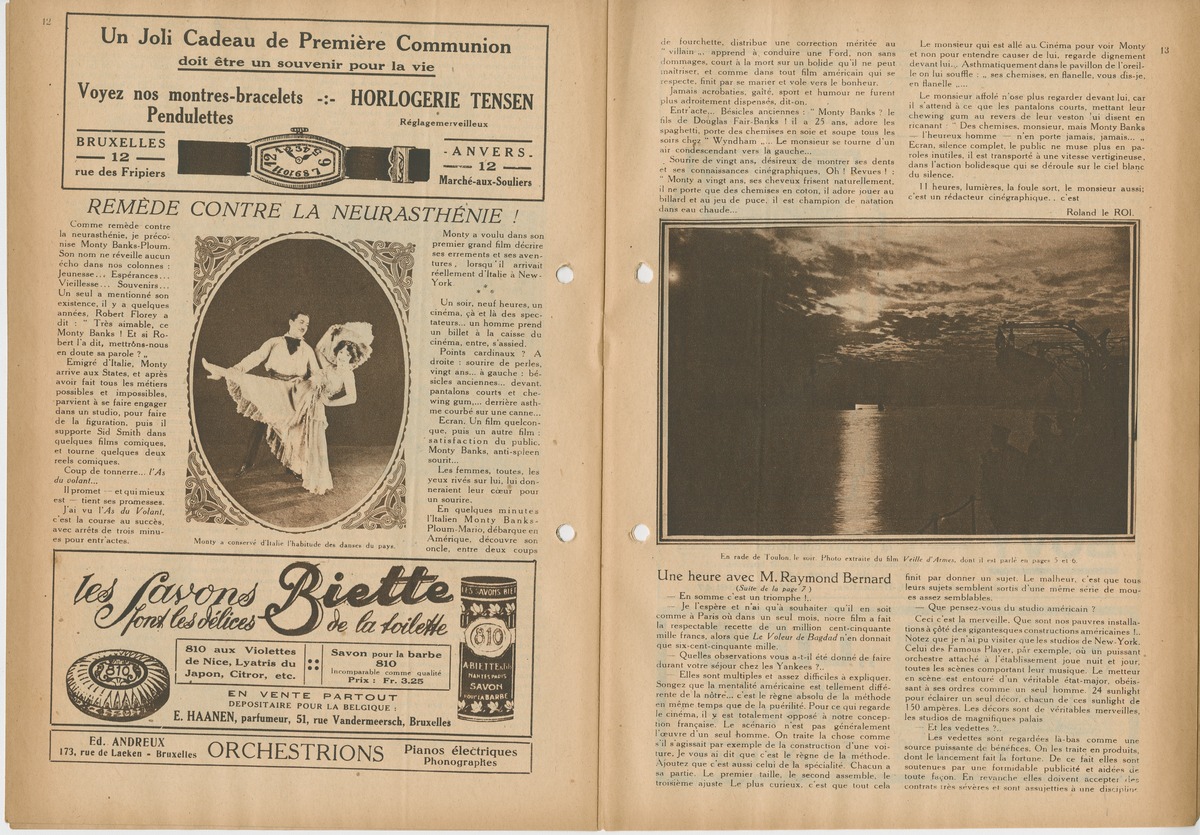 12
Un Joli Cadeau de Première Communion
doit être un souvenir pour la vie
Voyez nos montres-bracelets -:- HORLOGERIE TENSEN
Pendulettes
Réglagemerveilleux
BRUXELLES
— 12 —
rue des Fripiers
- ANVERS -
— 12 —
Marché-aux-Souliers
REMÈDE CONTRE LA NEURASTHÉNIE !
Comme remède contre
la neurasthénie, je préco-
nise Monty Banks-Ploum.
Son nom ne réveille aucun
écho dans nos colonnes :
Jeunesse... Espérances...
Vieillesse... Souvenirs...
Un seul a mentionné son
existence, il y a quelques
années, Robert Florey a
dit : " Très aimable, ce
Monty Banks ! Et si Ro-
bert l'a dit, mettrons-nous
en doute sa parole ? „
Emigré d'Italie, Monty
arrive aux States, et après
avoir fait tous les métiers
possibles et impossibles,
parvient à se faire engager
dans un studio, pour faire
de la figuration, puis il
supporte Sid Smith dans
quelques films comiques,
et tourne quelques deux
reels comiques.
Coup de tonnerre... l'As
du volant...
Il promet — et qui mieux
est — tient ses promesses.
J'ai vu l'As du Volant,
c'est la course au succès,
avec arrêts de trois minu-
es pour entr'actes.
Monty a conservé d'Italie l'habitude des danses du pays.
Monty a voulu dans son
premier grand film décrire
ses errements et ses aven-
tures, lorsqu'il arrivait
réellement d'Italie à New-
York
* * *
Un soir, neuf heures, un
cinéma, çà et là des spec-
tateurs... un homme prend
un billet à la caisse du
cinéma, entre, s'assied.
Points cardinaux ? A
droite : sourire de perles,
vingt ans... à gauche : bé-
sicles anciennes... devant,
pantalons courts et che-
wing gum,... derrière asth-
me courbé sur une canne...
Ecran. Un film quelcon-
que, puis un autre film :
satisfaction du public.
Monty Banks, anti-spleen
sourit...
Les femmes, toutes, les
yeux rivés sur lui, lui don-
neraient leur cœur pour
un sourire.
En quelques minutes
l'Italien Monty Banks-
Ploum-Mario, débarque en
Amérique, découvre son
oncle, entre deux coups
les Savons Biette
font les délices de la toilette
810
810 aux Violettes
de Nice, Lyatris du
Japon, Citror, etc.
Savon pour la barbe
810
Incomparable comme qualité
Prix : Fr. 3.25
EN VENTE PARTOUT
DEPOSITAIRE POUR LA BELGIQUE :
E. HAANEN, parfumeur, 51, rue Vandermeersch, Bruxelles
LES SAVONS BIETTE
810
A BIETTE & Fils
NANTES PARIS
SAVON
POUR LA BARBE
Ed. ANDREUX
173, rue de Laeken - Bruxelles
ORCHESTRIONS
Pianos électriques
Phonographes
13
de fourchette, distribue une correction méritée au
" villain „, apprend à conduire une Ford, non sans
dommages, court à la mort sur un bolide qu'il ne peut
maîtriser, et comme dans tout film américain qui se
respecte, finit par se marier et vole vers le bonheur.
Jamais acrobaties, gaîté, sport et humour ne furent
plus adroitement dispensés, dit-on.
Entr'acte... Bésicles anciennes : " Monty Banks ? le
fils de Douglas Fair-Banks ! il a 25 ans, adore les
spaghetti, porte des chemises en soie et soupe tous les
soirs chez " Wyndham „... Le monsieur se tourne d'un
air condescendant vers la gauche...
Sourire de vingt ans, désireux de montrer ses dents
et ses connaissances cinégraphiques, Oh ! Revues ! :
" Monty a vingt ans, ses cheveux frisent naturellement,
il ne porte que des chemises en coton, il adore jouer au
billard et au jeu de puce, il est champion de natation
dans eau chaude...
Le monsieur qui est allé au Cinéma pour voir Monty
et non pour entendre causer de lui, regarde dignement
devant lui... Asthmatiquement dans le pavillon de l'oreil-
le on lui souffle : „ ses chemises, en flanelle, vous dis-je,
en flanelle „....
Le monsieur affolé n'ose plus regarder devant lui, car
il s'attend à ce que les pantalons courts, mettant leur
chewing gum au revers de leur veston lui disent en
ricanant : " Des chemises, monsieur, mais Monty Banks
— l'heureux homme — n'en porte jamais, jamais... „
Ecran, silence complet, le public ne muse plus en pa-
roles inutiles, il est transporté à une vitesse vertigineuse,
dans l'action bolidesque qui se déroule sur le ciel blanc
du silence.
11 heures, lumières, la foule sort, le monsieur aussi;
c'est un rédacteur cinégraphique. . c'est
Roland le ROI.
En rade de Toulon, le soir. Photo extraite du film Veille d'Armes, dont il est parlé en pages 5 et 6.
Une heure avec M. Raymond Bernard
(Suite de la page 7)
— En somme c'est un triomphe !..
— Je l'espère et n'ai qu'à souhaiter qu'il en soit
comme à Paris où dans un seul mois, notre film a fait
la respectable recette de un million cent-cinquante
mille francs, alors que Le Voleur de Bagdad n'en donnait
que six-cent-cinquante mille.
— Quelles observations vous a-t-il été donné de faire
durant votre séjour chez les Yankees ?..
— Elles sont multiples et assez difficiles à expliquer.
Songez que la mentalité américaine est tellement diffé-
rente de la nôtre... c'est le règne absolu de la méthode
en même temps que de la puérilité. Pour ce qui regarde
le cinéma, il y est totalement opposé à notre concep-
tion française. Le scénario n'est pas généralement
l'œuvre d'un seul homme. On traite la chose comme
s'il s'agissait par exemple de la construction d'une voi-
ture. Je vous ai dit que c'est le règne de la méthode.
Ajoutez que c'est aussi celui de la spécialité. Chacun a
sa partie. Le premier taille, le second assemble, le
troisième ajuste Le plus curieux, c'est que tout cela
finit par donner un sujet. Le malheur, c'est que tous
leurs sujets semblent sortis d'une même série de mou-
es assez semblables.
— Que pensez-vous du studio américain ?
Ceci c'est la merveille. Que sont nos pauvres installa-
tions à côté des gigantesques constructions américaines !..
Notez que je n'ai pu visiter que les studios de New-York.
Celui des Famous Player, par exemple, où un puissant
orchestre attaché à l'établissement joue nuit et jour,
toutes les scènes comportant leur musique. Le metteur
en scène est entouré d'un véritable état-major, obéis-
sant à ses ordres comme un seul homme. 24 sunlight
pour éclairer un seul décor, chacun de ces sunlight de
150 ampères. Les décors sont de véritables merveilles,
les studios de magnifiques palais
— Et les vedettes ?..
Les vedettes sont regardées là-bas comme une
source puissante de bénéfices. On les traite en produits,
dont le lancement fait la fortune. De ce fait elles sont
soutenues par une formidable publicité et aidées de
toute façon. En revanche elles doivent accepter des
contrats très sévères et sont assujetties à une discipline